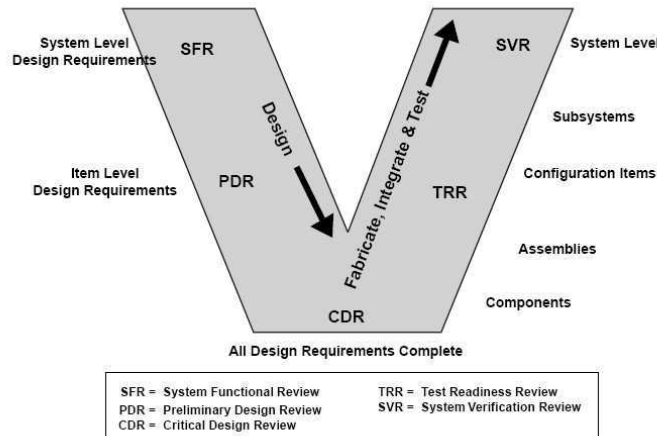 System Level
Design Requirements
SFR
SVR
System Level
Design
Fabricate, Integrate & Test
Subsystems
Item Level
Design Requirements
PDR
TRR
Configuration Items
Assemblies
Components
CDR
All Design Requirements Complete
SFR = System Functional Review
PDR = Preliminary Design Review
CDR = Critical Design Review
TRR = Test Readiness Review
SVR = System Verification Review